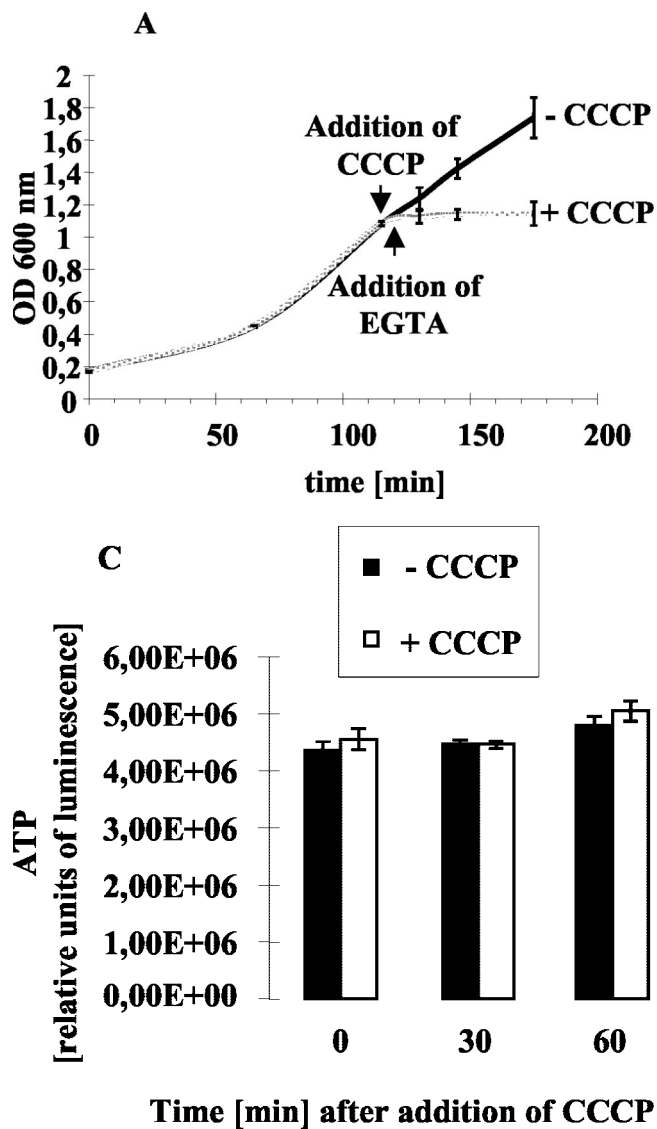 A
2
1,8
1,6
1,4
1,2
1
0,8
0,6
0,4
0,2
0
OD 600 nm
Addition of
CCCP
- CCCP
+ CCCP
Addition of
EGTA
0
50
100
150
200
time [min]
C
- CCCP
+ CCCP
6,00E+06
5,00E+06
4,00E+06
3,00E+06
2,00E+06
1,00E+06
0,00E+00
ATP
[relative units of luminescence]
0
30
60
Time [min] after addition of CCCP